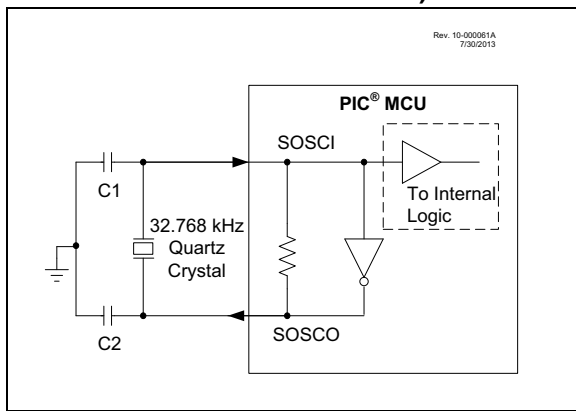 Rev. 10-000061A
7/30/2013
PIC® MCU
SOSCI
C1
To Internal
Logic
32.768 kHz
Quartz
Crystal
C2
SOSCO